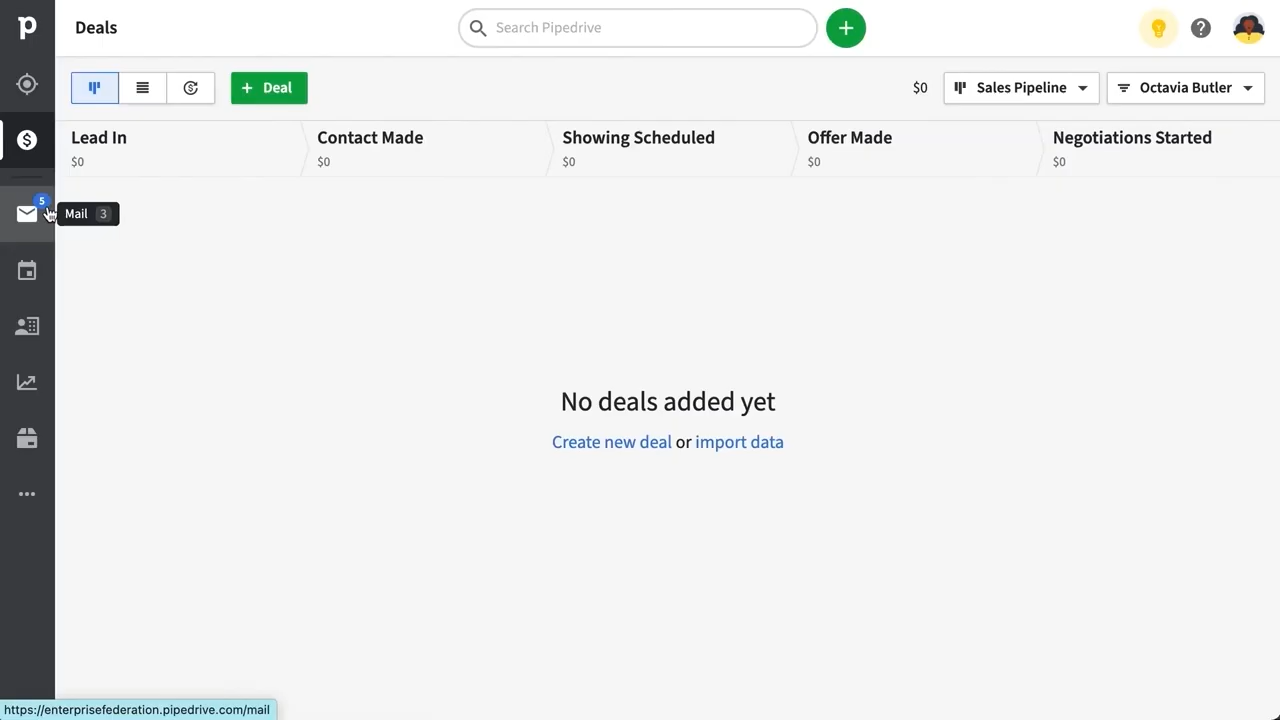 p
Deals
Search Pipedrive
+ Deal
$0
Sales Pipeline
Octavia Butler
Lead In
$0
Contact Made
$0
Showing Scheduled
$0
Offer Made
$0
Negotiations Started
$0
5
Mail 3
No deals added yet
Create new deal or import data
https://enterprisefederation.pipedrive.com/mail